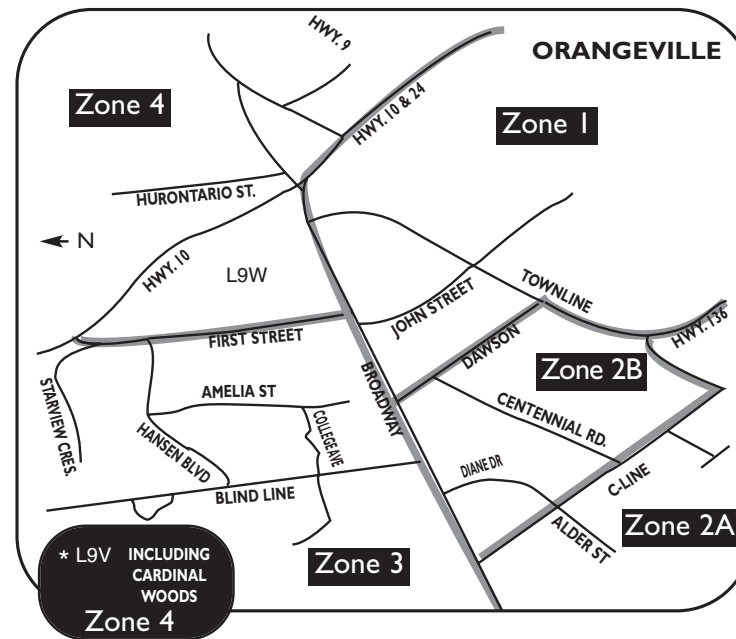 ORANGEVILLE
HWY. 9
Zone 4
HWY. 10 & 24
Zone 1
HURONTARIO ST.
N
HWY. 10
L9W
JOHN STREET
TOWNLINE
FIRST STREET
DAWSON
HWY. 136
STARVIEW CRES.
AMELIA ST
BROADWAY
Zone 2B
HANSEN BLVD
COLLEGE AVE
CENTENNIAL RD.
BLIND LINE
DIANE DR
C-LINE
ALDER ST
Zone 2A
Zone 3
* L9V INCLUDING
CARDINAL
WOODS
Zone 4